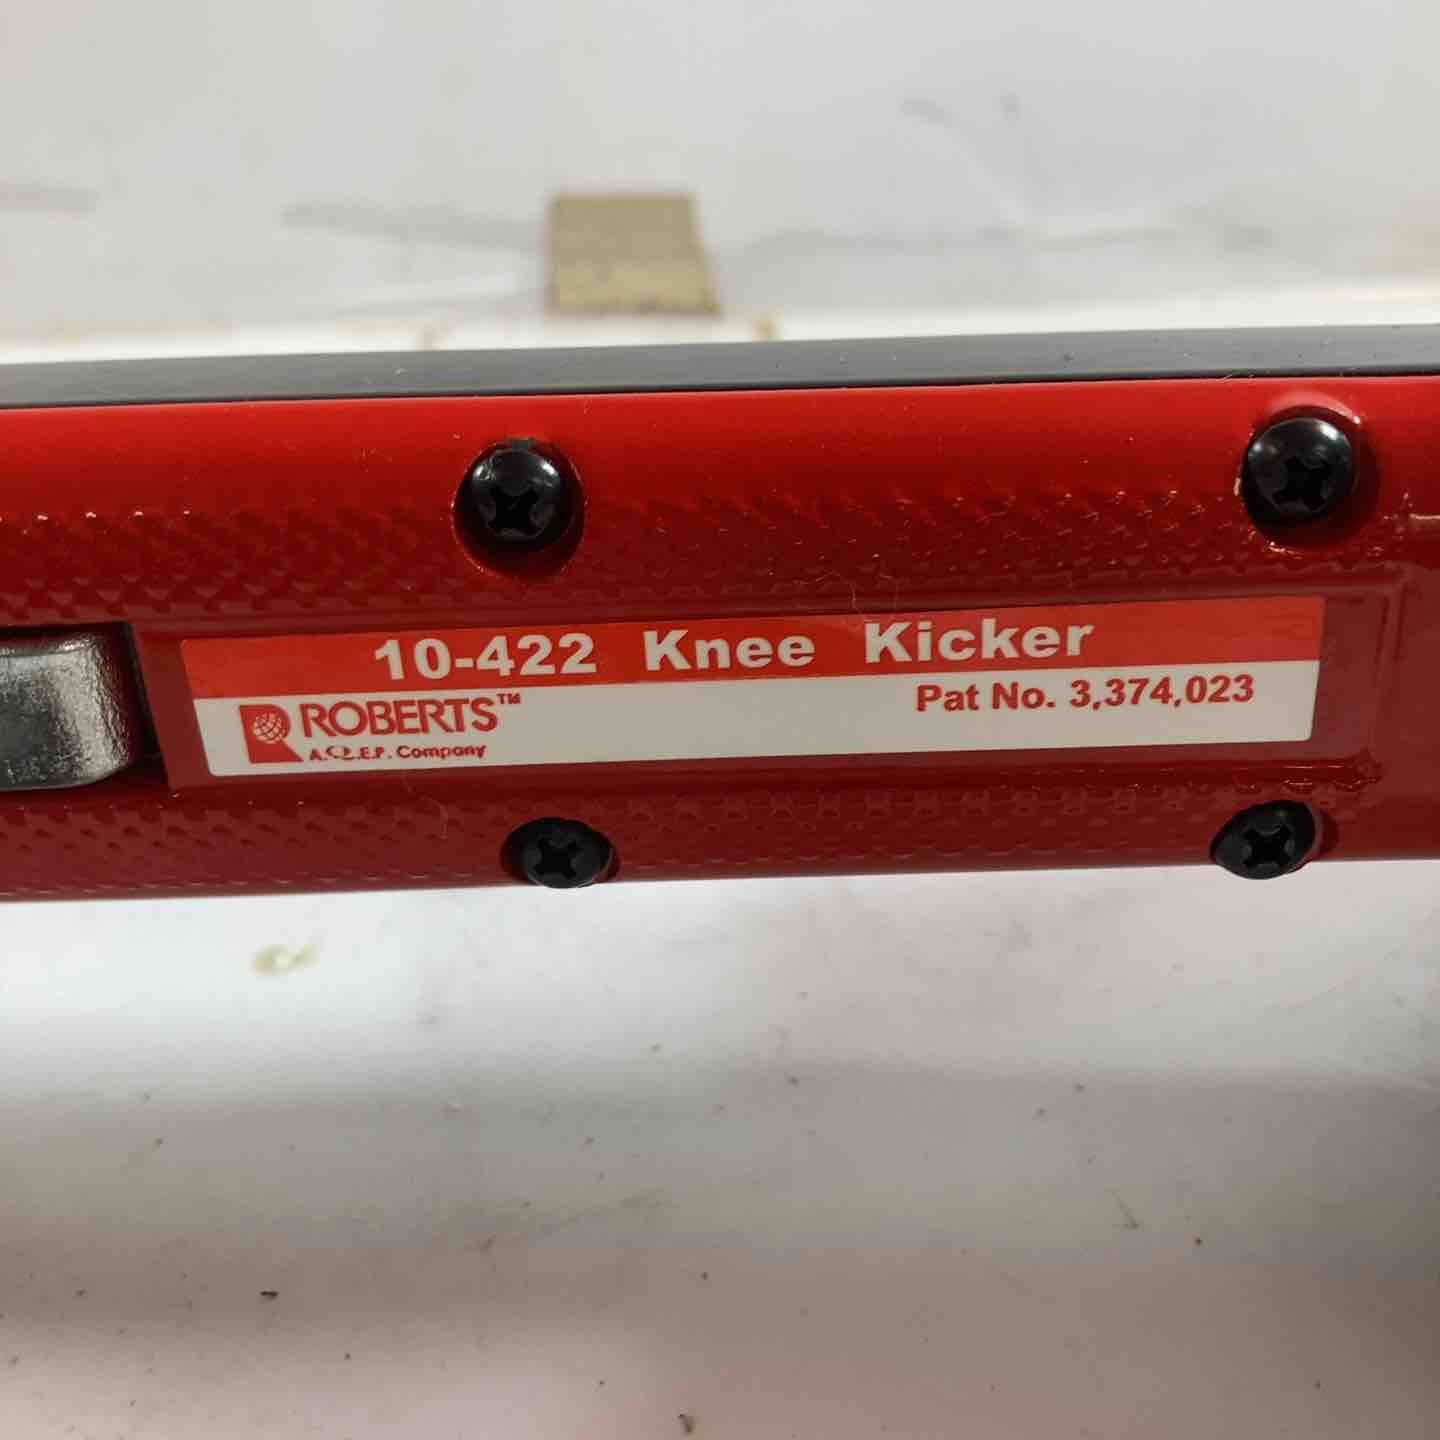 10-422 Knee Kicker
ROBERTS™
Pat No. 3,374,023
A Q.E.P. Company